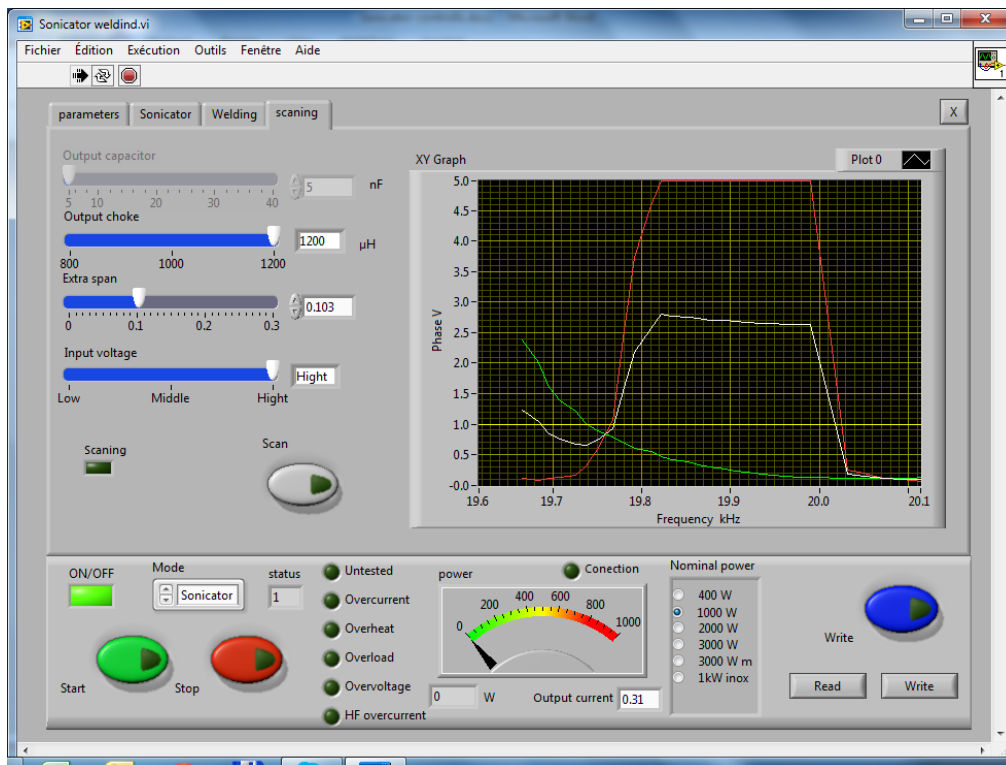 Sonicator weldind.vi
Fichier Édition Exécution Outils Fenêtre Aide
1
parameters Sonicator Welding scaning X
Output capacitor
5 10 20 30 40
5 nF
Output choke
800 1000 1200
1200 µH
Extra span
0 0.1 0.2 0.3
0.103
Input voltage
Low Middle Hight
Hight
Scaning
Scan
XY Graph
Plot 0
5.0
4.5
4.0
3.5
3.0
2.5
2.0
1.5
1.0
0.5
-0.0
Phase V
19.6 19.7 19.8 19.9 20.0 20.1
Frequency kHz
ON/OFF
Mode
Sonicator
status
1
Start
Stop
Untested
Overcurrent
Overheat
Overload
Overvoltage
HF overcurrent
power
Conection
0 200 400 600 800 1000
0 W
Output current 0.31
Nominal power
400 W
1000 W
2000 W
3000 W
3000 W m
1kW inox
Write
Read Write